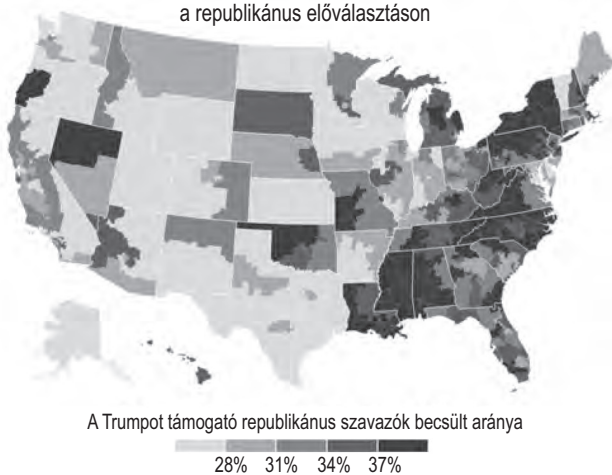 a republikánus előválasztáson
A Trumpot támogató republikánus szavazók becsült aránya
28% 31% 34% 37%